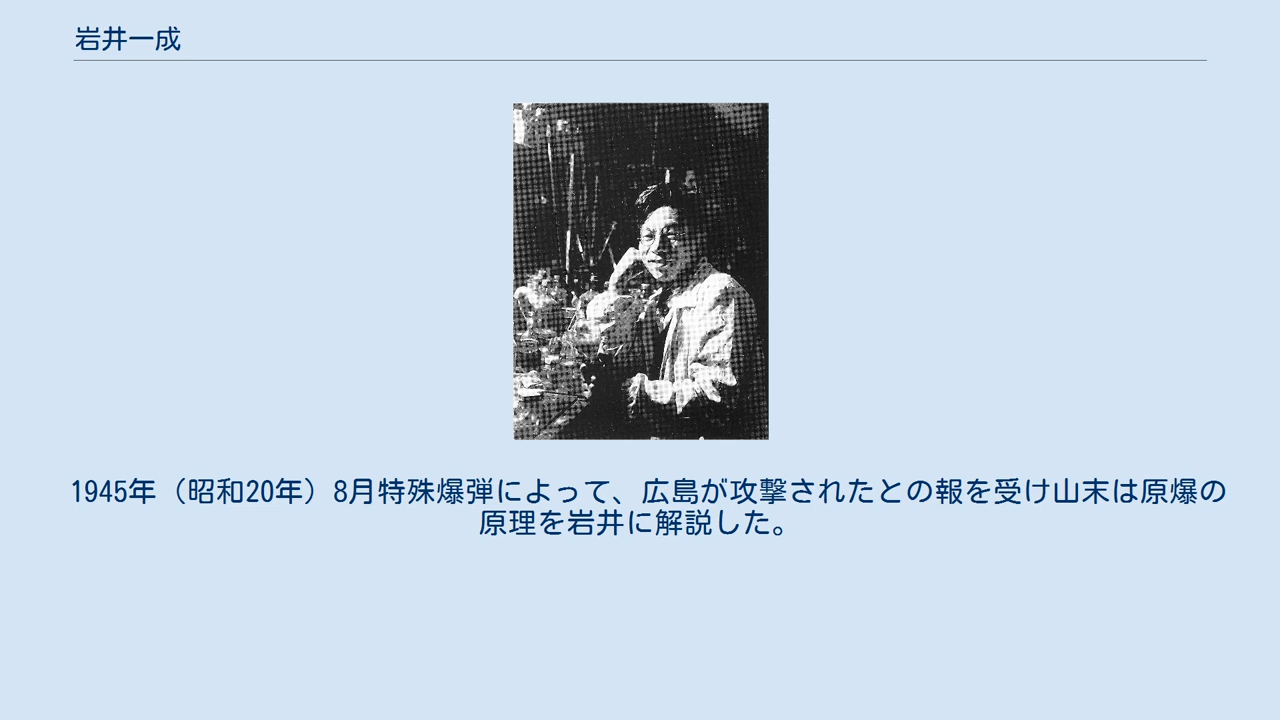 岩井一成
1945年（昭和20年）8月特殊爆弾によって、広島が攻撃されたとの報を受け山末は原爆の
原理を岩井に解説した。